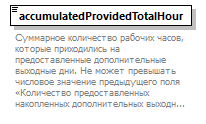 accumulatedProvidedTotalHour
Суммарное количество рабочих часов,
которые приходились на
предоставленные дополнительные
выходные дни. Не может превышать
числовое значение предыдущего поля
«Количество предоставленных
накопленных дополнительных выходн...